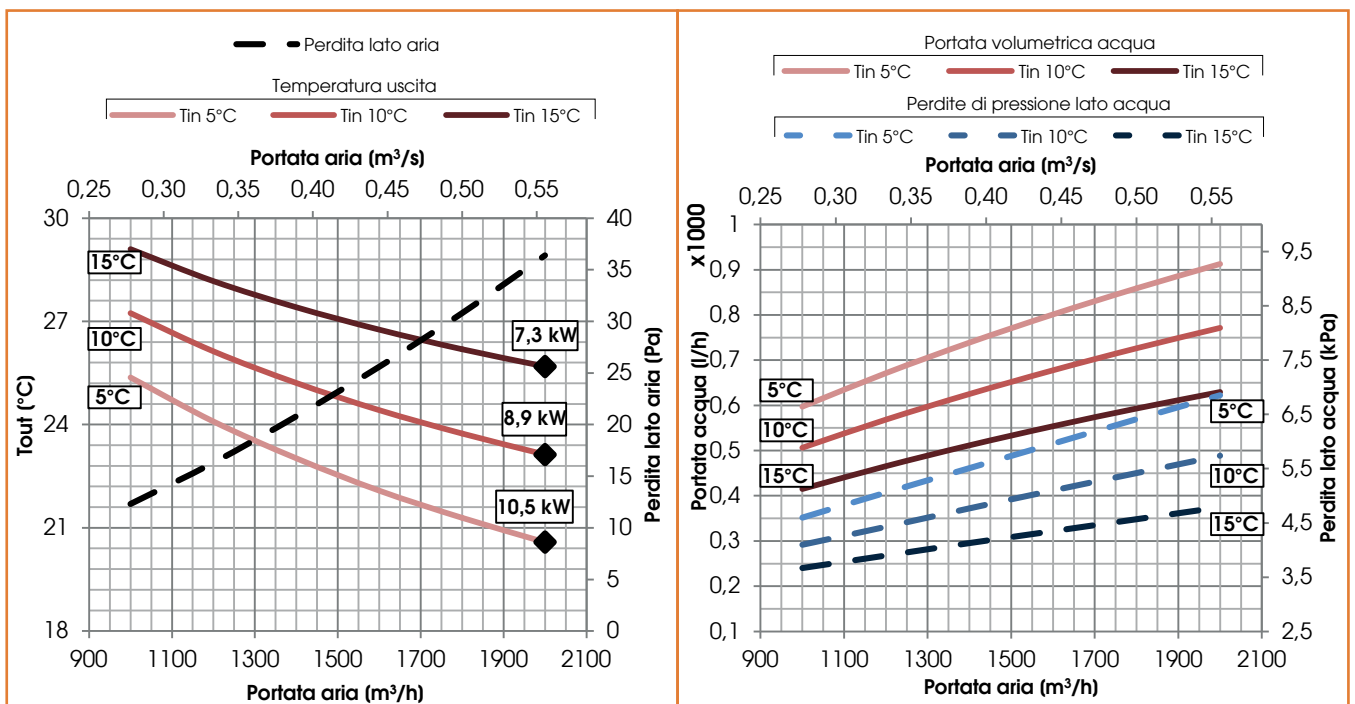 Perdita lato aria
Temperatura uscita
Tin 5°C Tin 10°C Tin 15°C
Portata aria (m³/s)
0,25 0,30 0,35 0,40 0,45 0,50 0,55
30 27 24 21 18
Tout (°C)
40 35 30 25 20 15 10 5 0
Perdita lato aria (Pa)
15°C
10°C
5°C
7,3 kW
8,9 kW
10,5 kW
900 1100 1300 1500 1700 1900 2100
Portata aria (m³/h)
Portata volumetrica acqua
Tin 5°C Tin 10°C Tin 15°C
Perdite di pressione lato acqua
Tin 5°C Tin 10°C Tin 15°C
Portata aria (m³/s)
0,25 0,30 0,35 0,40 0,45 0,50 0,55
x1000
1 0,9 0,8 0,7 0,6 0,5 0,4 0,3 0,2 0,1
Portata acqua (l/h)
9,5 8,5 7,5 6,5 5,5 4,5 3,5 2,5
Perdita lato acqua (kPa)
5°C
10°C
15°C
5°C
10°C
15°C
900 1100 1300 1500 1700 1900 2100
Portata aria (m³/h)